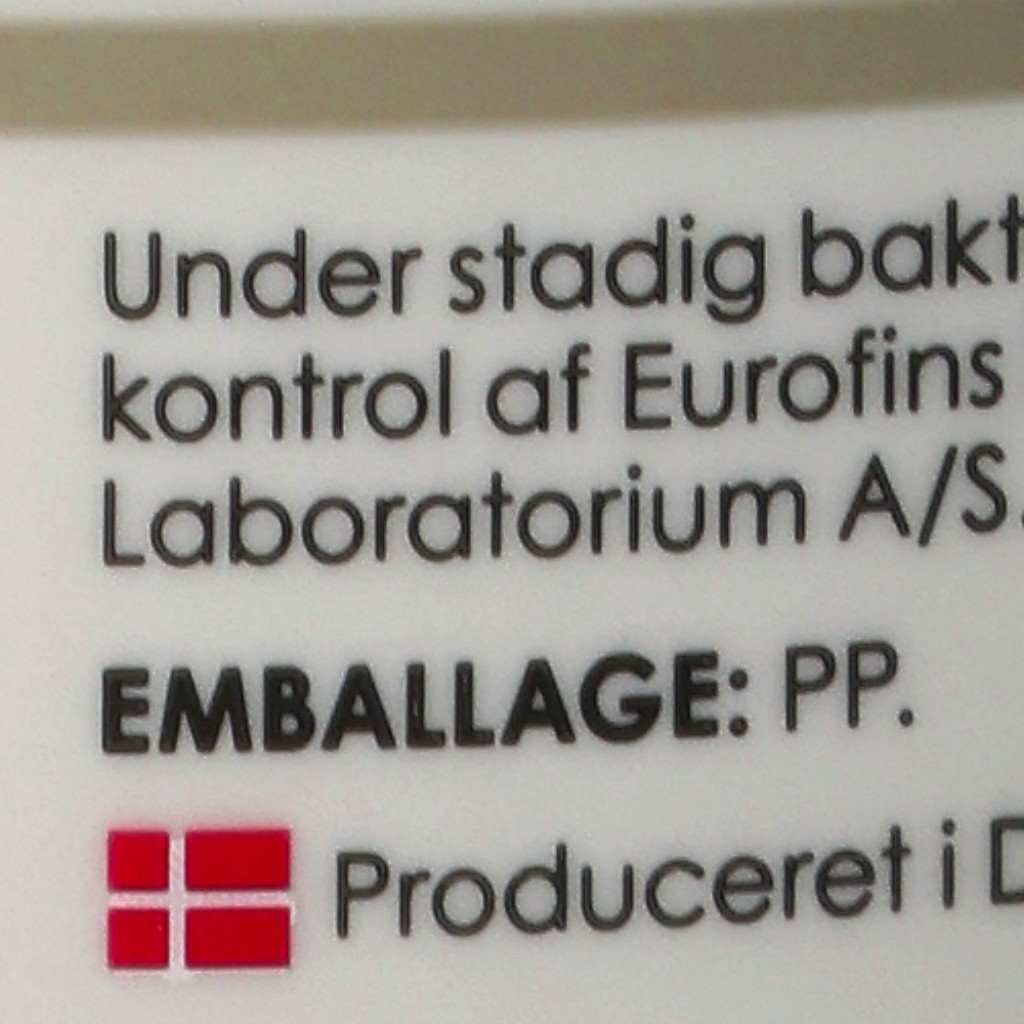 Under stadig bakt
kontrol af Eurofins
Laboratorium A/S.
EMBALLAGE: PP.
Produceret i D